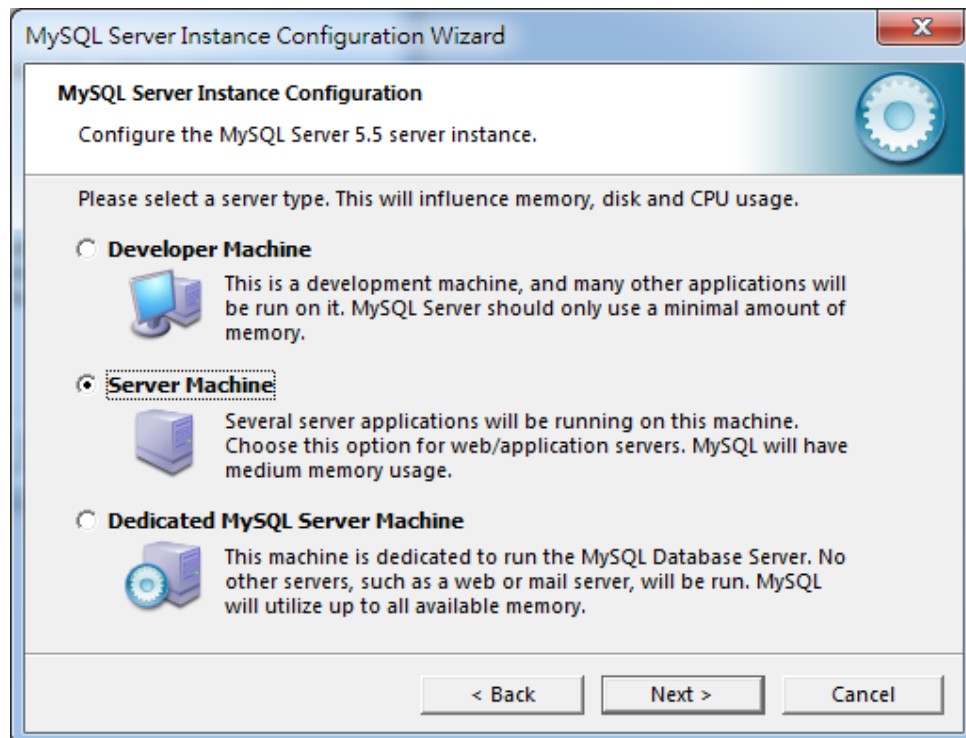 MySQL Server Instance Configuration Wizard
MySQL Server Instance Configuration
Configure the MySQL Server 5.5 server instance.
Please select a server type. This will influence memory, disk and CPU usage.
Developer Machine
This is a development machine, and many other applications will
be run on it. MySQL Server should only use a minimal amount of
memory.
Server Machine
Several server applications will be running on this machine.
Choose this option for web/application servers. MySQL will have
medium memory usage.
Dedicated MySQL Server Machine
This machine is dedicated to run the MySQL Database Server. No
other servers, such as a web or mail server, will be run. MySQL
will utilize up to all available memory.
< Back Next > Cancel